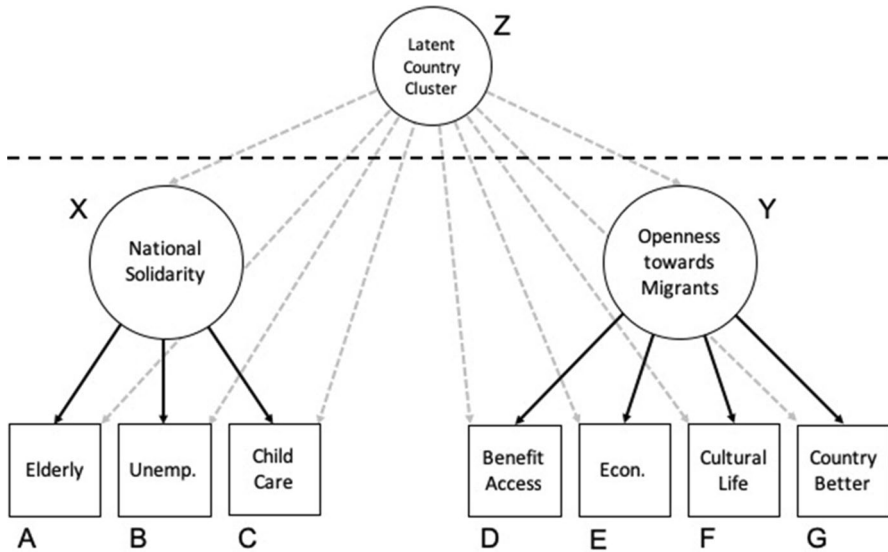 Z
Latent
Country
Cluster
X
National
Solidarity
Y
Openness
towards
Migrants
Elderly
Unemp.
Child
Care
Benefit
Access
Econ.
Cultural
Life
Country
Better
A
B
C
D
E
F
G